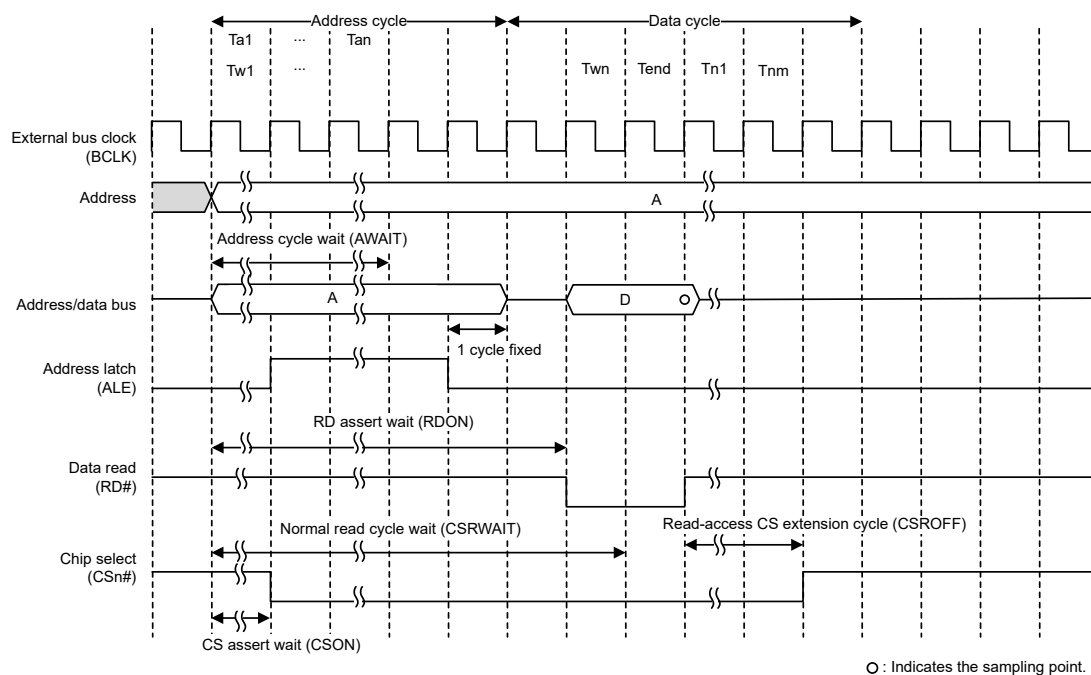 Address cycle
Data cycle
Ta1 ... Tan
Tw1 ... Twn Tend Tn1 Tnm
External bus clock
(BCLK)
Address
A
Address cycle wait (AWAIT)
Address/data bus
A
D
1 cycle fixed
Address latch
(ALE)
RD assert wait (RDON)
Data read
(RD#)
Normal read cycle wait (CSRWAIT)
Read-access CS extension cycle (CSROFF)
Chip select
(CSn#)
CS assert wait (CSON)
: Indicates the sampling point.